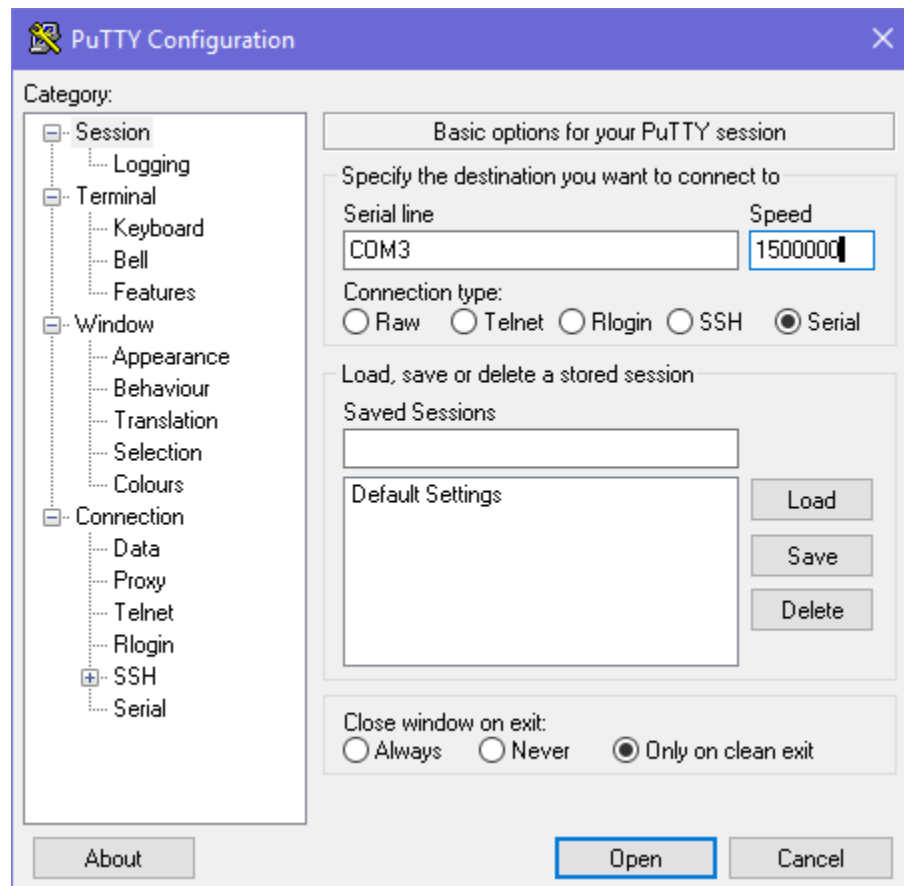 PuTTY Configuration
Category:
Session
Logging
Terminal
Keyboard
Bell
Features
Window
Appearance
Behaviour
Translation
Selection
Colours
Connection
Data
Proxy
Telnet
Rlogin
SSH
Serial
Basic options for your PuTTY session
Specify the destination you want to connect to
Serial line Speed
COM3 1500000
Connection type:
Raw Telnet Rlogin SSH Serial
Load, save or delete a stored session
Saved Sessions
Default Settings
Load
Save
Delete
Close window on exit:
Always Never Only on clean exit
About Open Cancel